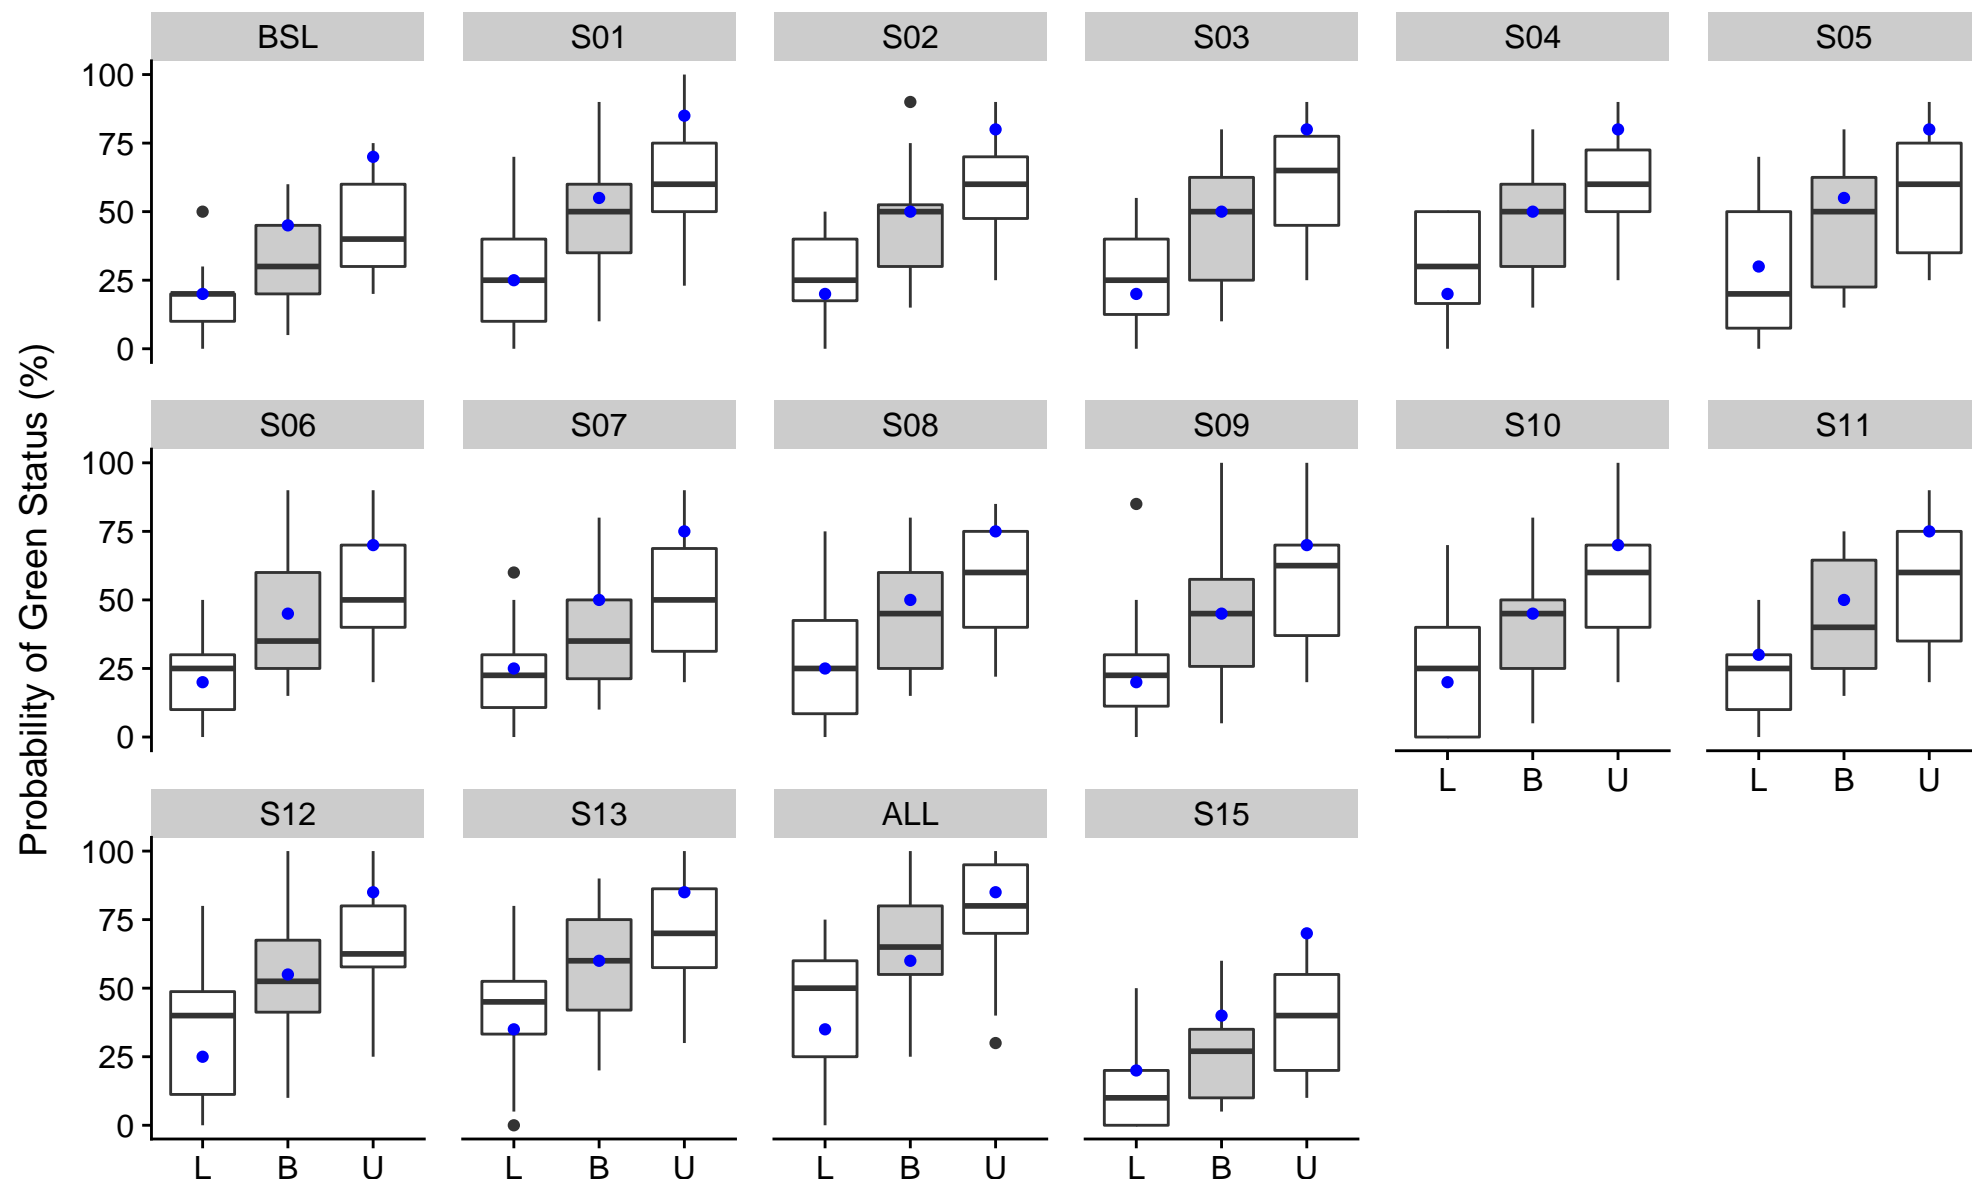 BSL S01 S02 S03 S04 S05
100
75
50
25
0
Probability of Green Status (%)
S06 S07 S08 S09 S10 S11
100
75
50
25
0
L B U L B U
S12 S13 ALL S15
100
75
50
25
0
L B U L B U L B U L B U